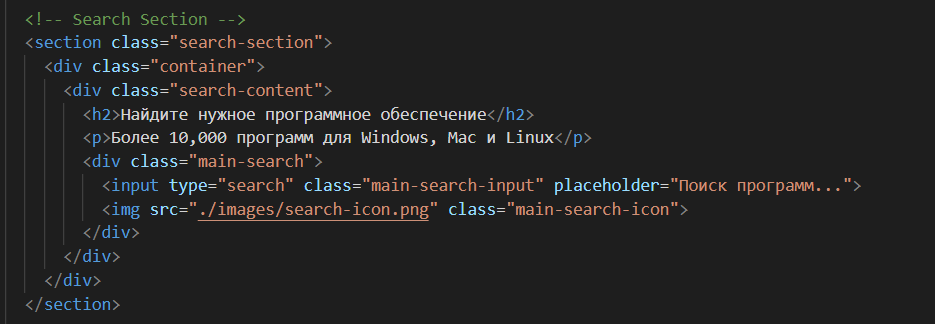 <!-- Search Section -->
<section class="search-section">
<div class="container">
<div class="search-content">
<h2>Найдите нужное программное обеспечение</h2>
<p>Более 10,000 программ для Windows, Mac и Linux</p>
<div class="main-search">
<input type="search" class="main-search-input" placeholder="Поиск программ...">
<img src="./images/search-icon.png" class="main-search-icon">
</div>
</div>
</div>
</section>